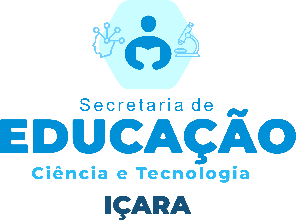 Secretaria de
EDUCAÇÃO
Ciência e Tecnologia
IÇARA